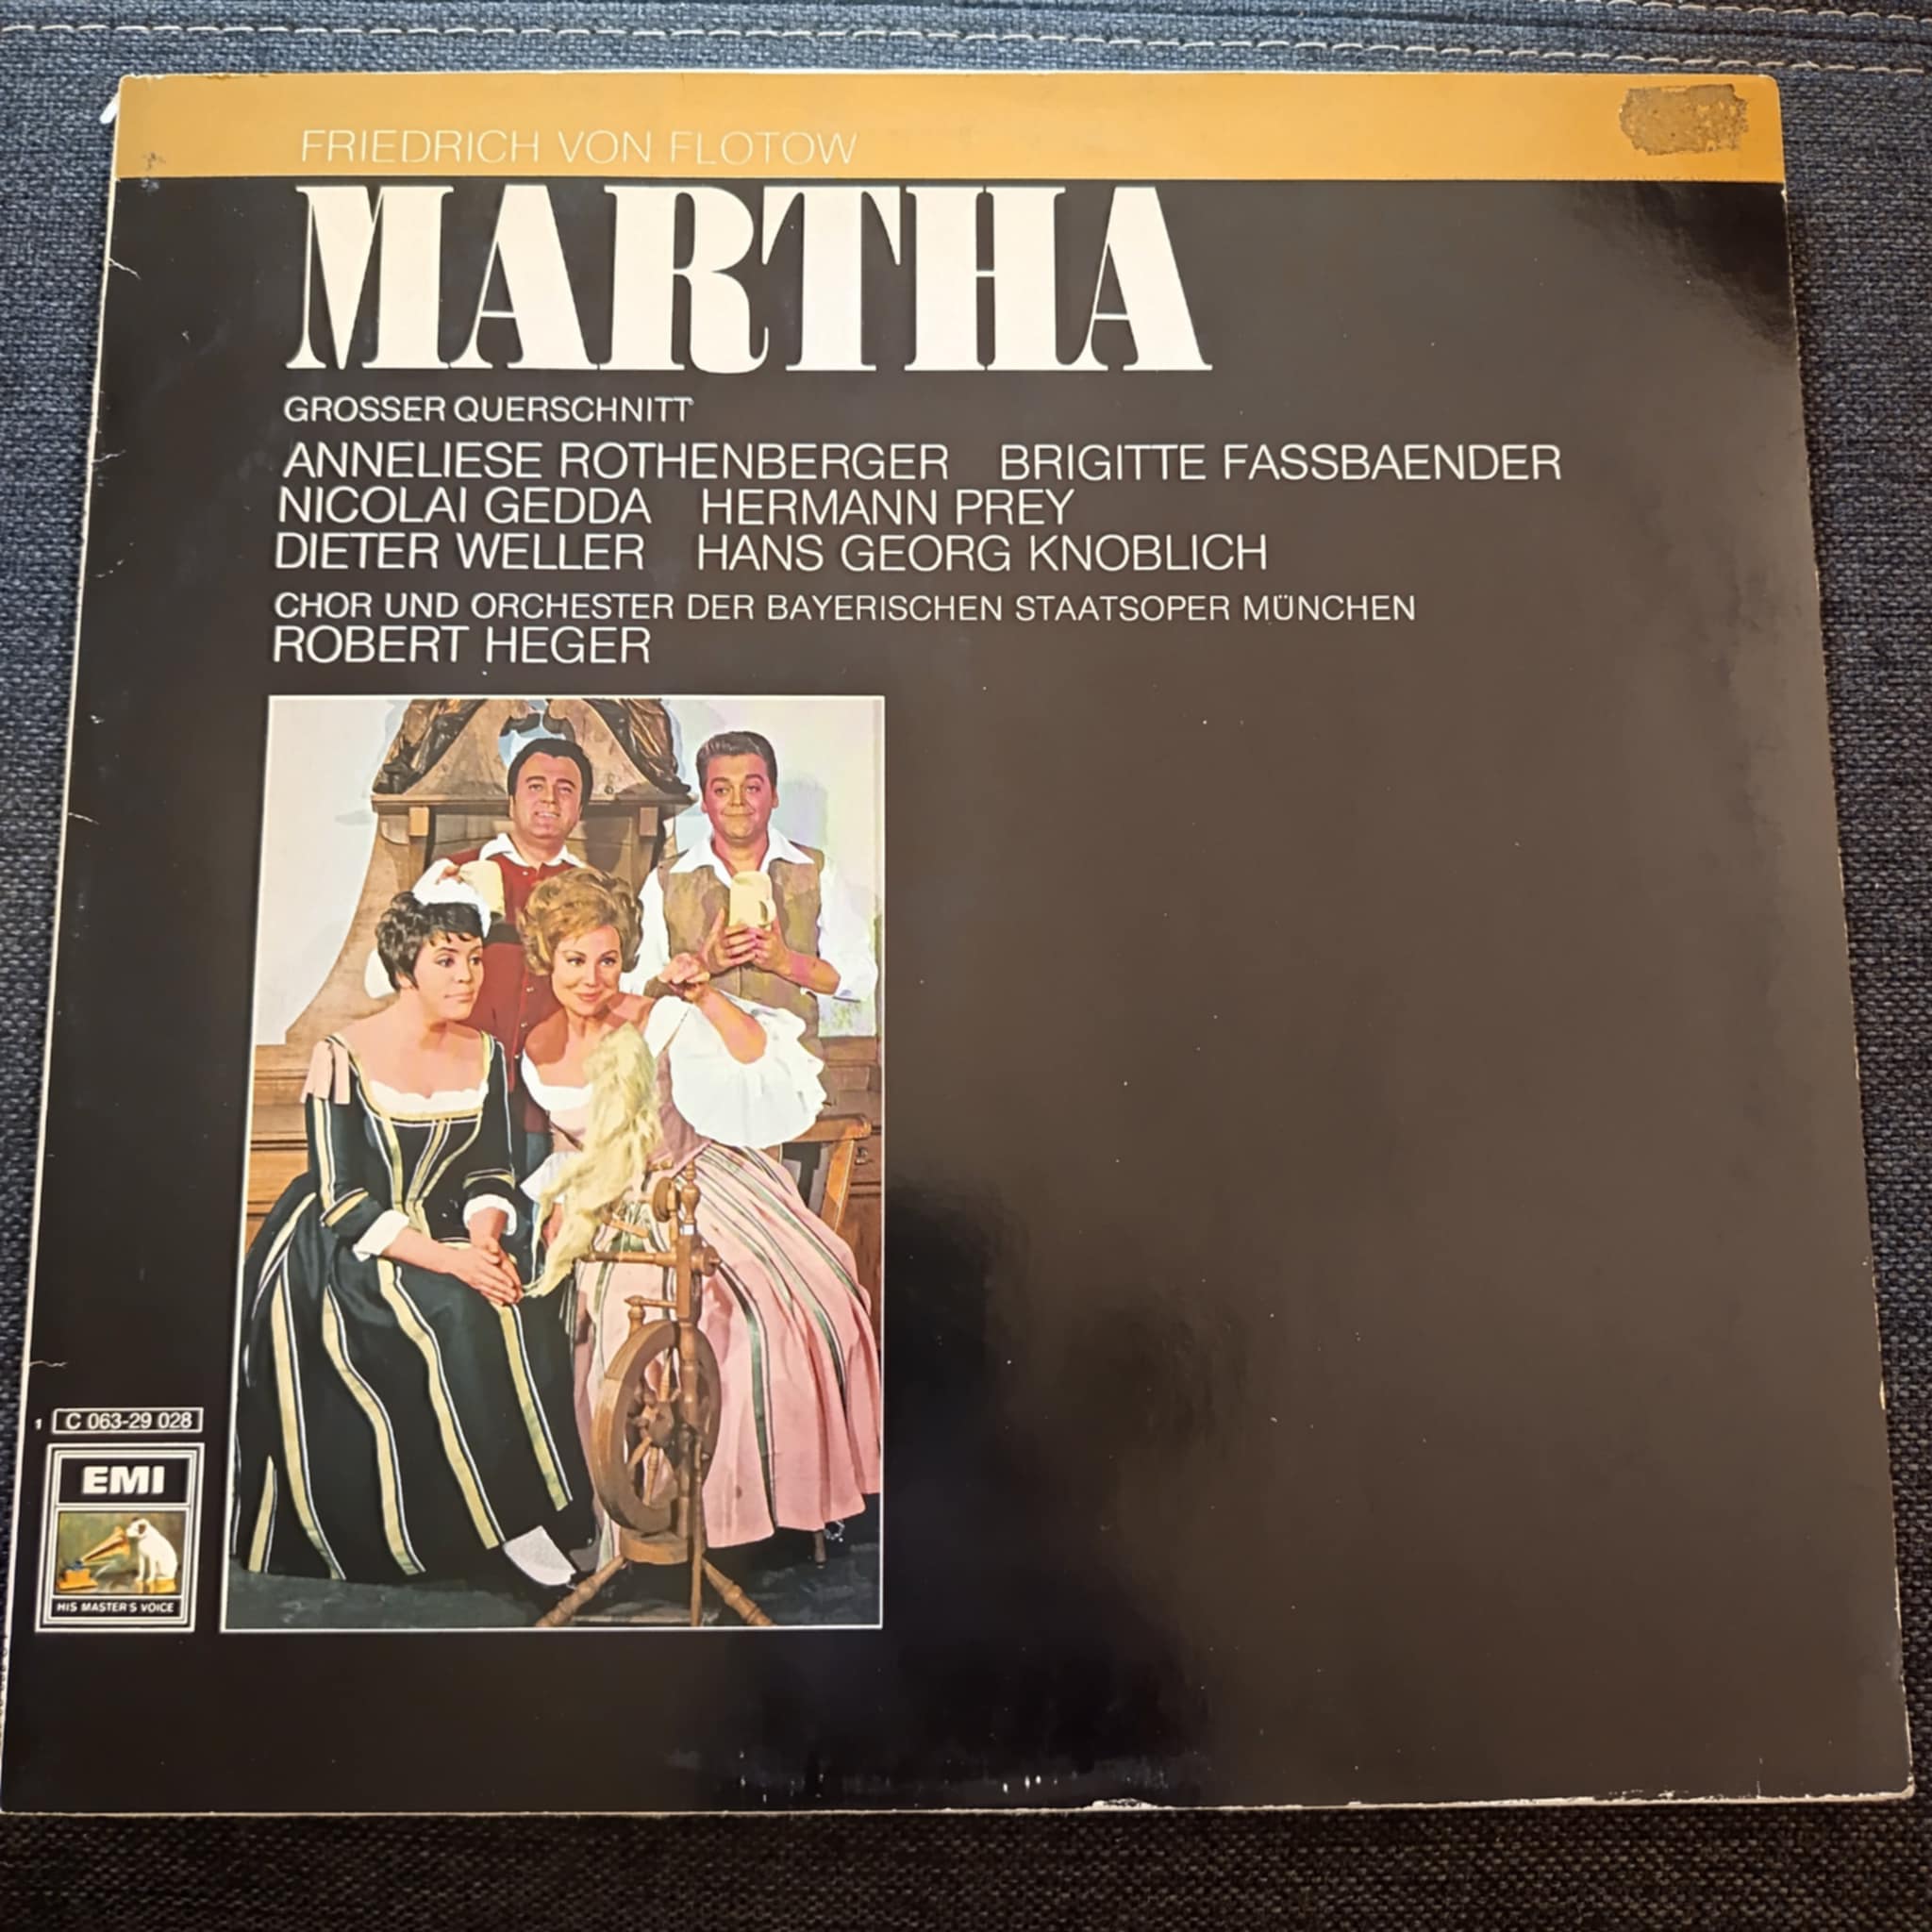 FRIEDRICH VON FLOTOW
MARTHA
GROSSER QUERSCHNITT
ANNELIESE ROTHENBERGER BRIGITTE FASSBAENDER
NICOLAI GEDDA HERMANN PREY
DIETER WELLER HANS GEORG KNOBLICH
CHOR UND ORCHESTER DER BAYERISCHEN STAATSOPER MÜNCHEN
ROBERT HEGER
1 C 063-29 028
EMI
HIS MASTER'S VOICE